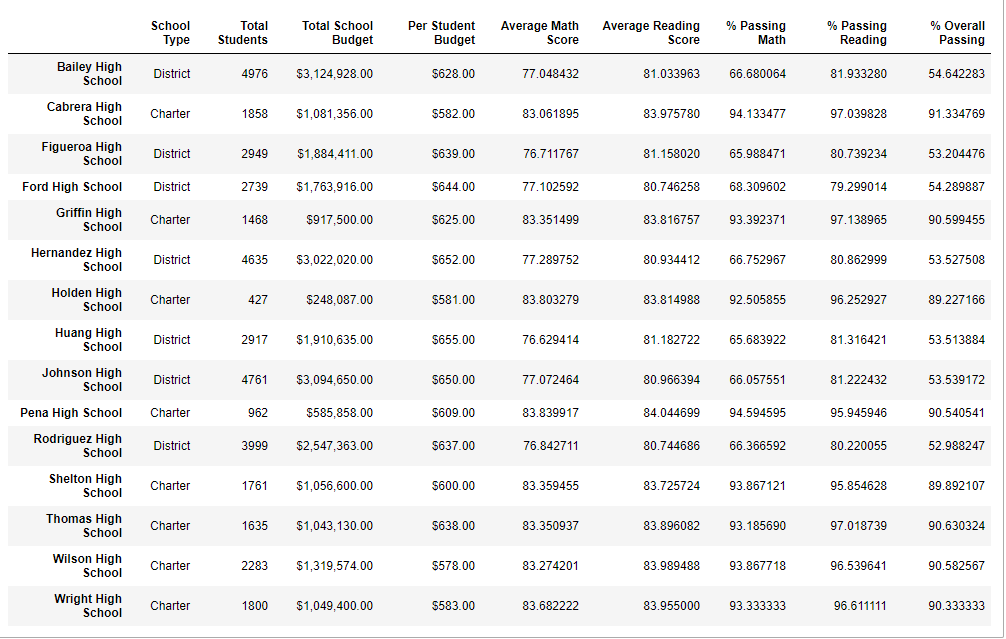 School Type Total Students Total School Budget Per Student Budget Average Math Score Average Reading Score % Passing Math % Passing Reading % Overall Passing
Bailey High School District 4976 $3,124,928.00 $628.00 77.048432 81.033963 66.680064 81.933280 54.642283
Cabrera High School Charter 1858 $1,081,356.00 $582.00 83.061895 83.975780 94.133477 97.039828 91.334769
Figueroa High School District 2949 $1,884,411.00 $639.00 76.711767 81.158020 65.988471 80.739234 53.204476
Ford High School District 2739 $1,763,916.00 $644.00 77.102592 80.746258 68.309602 79.299014 54.289887
Griffin High School Charter 1468 $917,500.00 $625.00 83.351499 83.816757 93.392371 97.138965 90.599455
Hernandez High School District 4635 $3,022,020.00 $652.00 77.289752 80.934412 66.752967 80.862999 53.527508
Holden High School Charter 427 $248,087.00 $581.00 83.803279 83.814988 92.505855 96.252927 89.227166
Huang High School District 2917 $1,910,635.00 $655.00 76.629414 81.182722 65.683922 81.316421 53.513884
Johnson High School District 4761 $3,094,650.00 $650.00 77.072464 80.966394 66.057551 81.222432 53.539172
Pena High School Charter 962 $585,858.00 $609.00 83.839917 84.044699 94.594595 95.945946 90.540541
Rodriguez High School District 3999 $2,547,363.00 $637.00 76.842711 80.744686 66.366592 80.220055 52.988247
Shelton High School Charter 1761 $1,056,600.00 $600.00 83.359455 83.725724 93.867121 95.854628 89.892107
Thomas High School Charter 1635 $1,043,130.00 $638.00 83.350937 83.896082 93.185690 97.018739 90.630324
Wilson High School Charter 2283 $1,319,574.00 $578.00 83.274201 83.989488 93.867718 96.539641 90.582567
Wright High School Charter 1800 $1,049,400.00 $583.00 83.682222 83.955000 93.333333 96.611111 90.333333